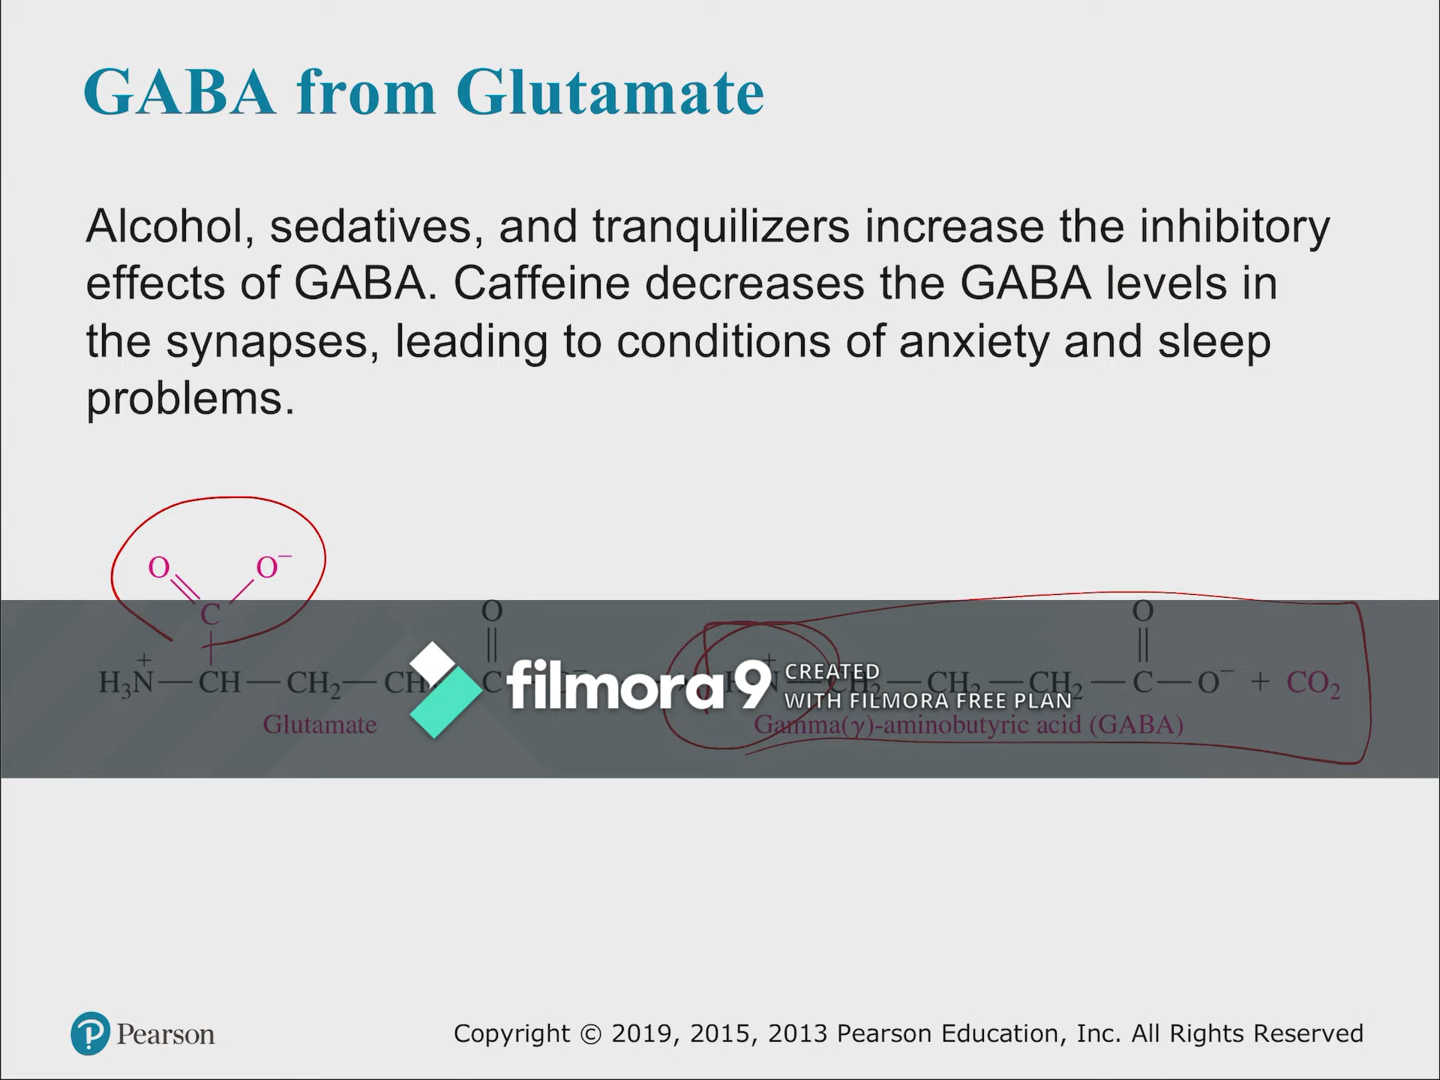 GABA from Glutamate
Alcohol, sedatives, and tranquilizers increase the inhibitory
effects of GABA. Caffeine decreases the GABA levels in
the synapses, leading to conditions of anxiety and sleep
problems.
O O⁻
C
O
H₃N⁺—CH—CH₂—CH
C
Glutamate
O
CH₂—CH₂—CH₂—C—O⁻ + CO₂
Gamma(γ)-aminobutyric acid (GABA)
filmora9
CREATED
WITH FILMORA FREE PLAN
Pearson
Copyright © 2019, 2015, 2013 Pearson Education, Inc. All Rights Reserved